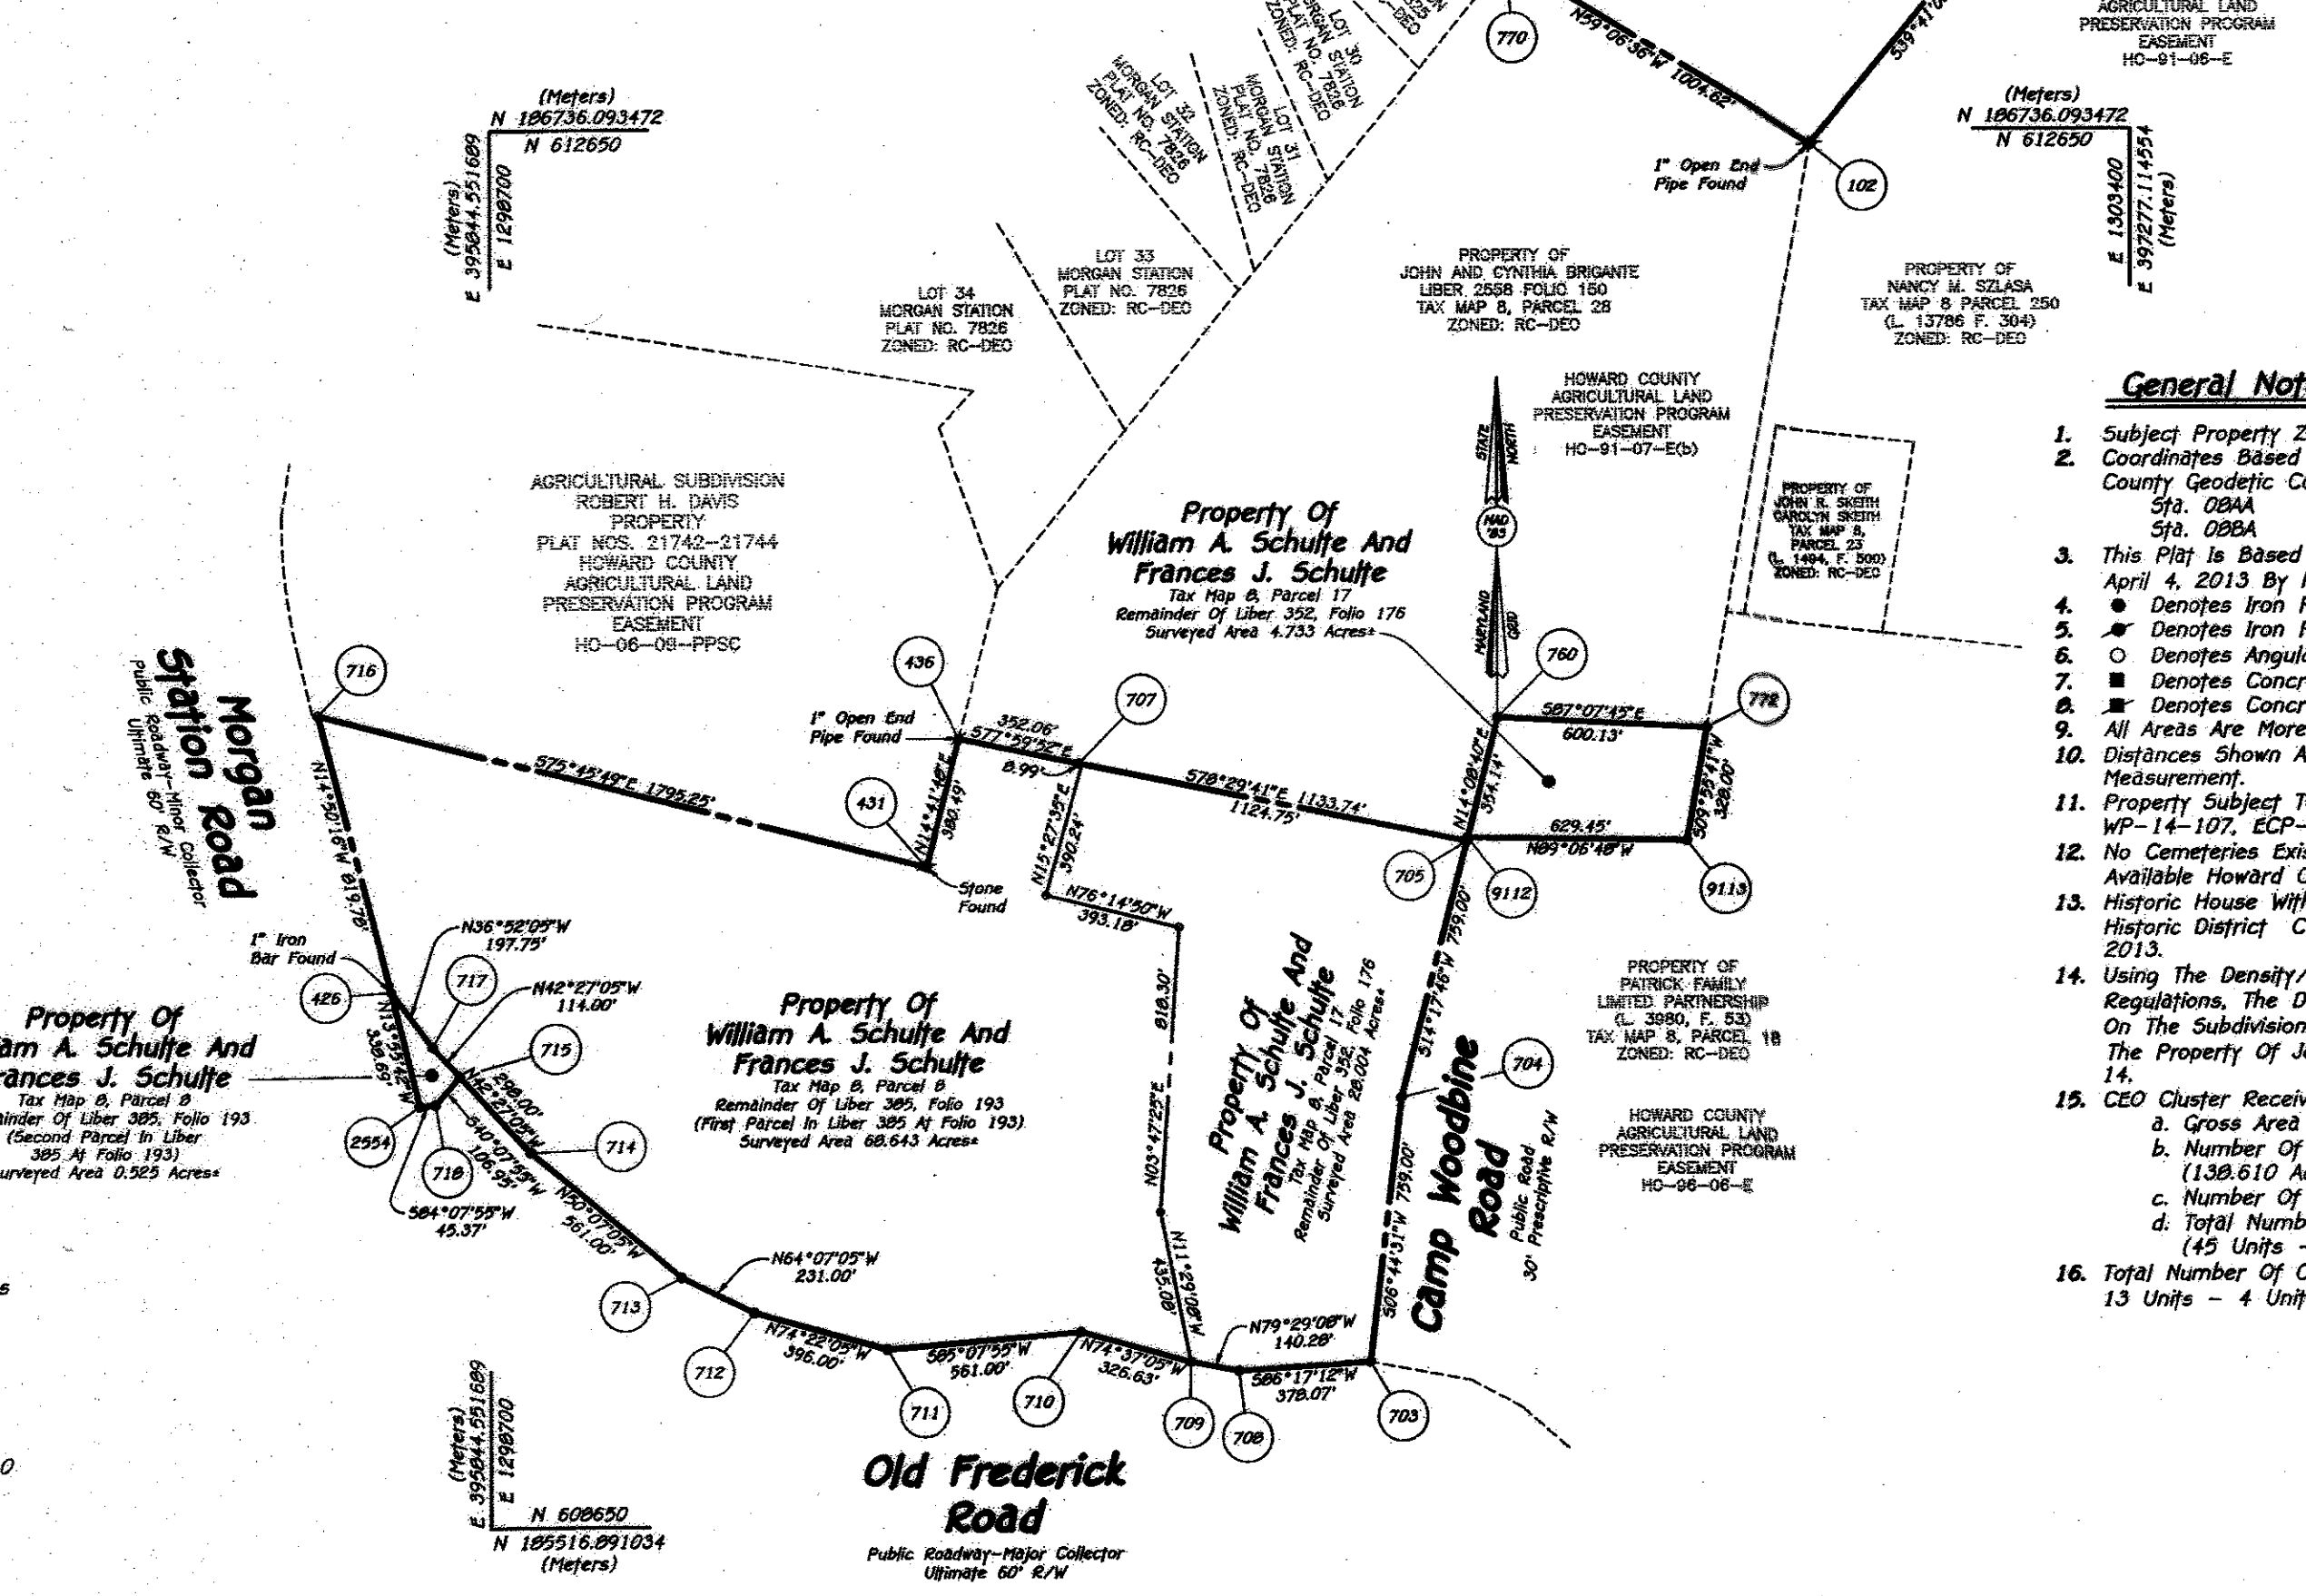 770
N59°06'36"W 1004.62'
S39°41'0
AGRICULTURAL LAND
PRESERVATION PROGRAM
EASEMENT
HO-91-06-E
LOT 30
MORGAN STATION
PLAT NO. 7826
ZONED: RC-DEO
LOT 31
MORGAN STATION
PLAT NO. 7826
ZONED: RC-DEO
LOT 32
MORGAN STATION
PLAT NO. 7826
ZONED: RC-DEO
(Meters)
N 186736.093472
N 612650
(Meters)
E 395844.551689
E 1298700
(Meters)
N 186736.093472
N 612650
E 1303400
E 397277.114554
(Meters)
1" Open End
Pipe Found
102
LOT 33
MORGAN STATION
PLAT NO. 7826
ZONED: RC-DEO
LOT 34
MORGAN STATION
PLAT NO. 7826
ZONED: RC-DEO
PROPERTY OF
JOHN AND CYNTHIA BRIGANTE
LIBER 2558 FOLIO 150
TAX MAP 8, PARCEL 28
ZONED: RC-DEO
PROPERTY OF
NANCY M. SZLASA
TAX MAP 8 PARCEL 250
(L. 13786 F. 304)
ZONED: RC-DEO
HOWARD COUNTY
AGRICULTURAL LAND
PRESERVATION PROGRAM
EASEMENT
HO-91-07-E(b)
STATE NORTH
NAD
'83
MARYLAND GRID
PROPERTY OF
JOHN R. SKEITH
CAROLYN SKEITH
TAX MAP 8,
PARCEL 23
(L. 1494, F. 500)
ZONED: RC-DEO
AGRICULTURAL SUBDIVISION
ROBERT H. DAVIS
PROPERTY
PLAT NOS. 21742-21744
HOWARD COUNTY
AGRICULTURAL LAND
PRESERVATION PROGRAM
EASEMENT
HO-06-09-PPSC
Property Of
William A. Schulte And
Frances J. Schulte
Tax Map 8, Parcel 17
Remainder Of Liber 352, Folio 176
Surveyed Area 4.733 Acres±
Morgan
Station Road
Public Roadway-Minor Collector
Ultimate 60' R/W
716
436
707
760
772
1" Open End
Pipe Found
352.06'
S77°59'52"E
8.99'
S87°07'45"E
600.13'
S75°45'49"E 1795.25'
431
N14°41'48"E
380.49'
N15°27'35"E
390.24'
S78°29'41"E 1133.74'
1124.75'
N14°08'40"E
354.14'
S09°55'41"W
328.00'
629.45'
N89°06'48"W
705
9112
9113
Stone
Found
N76°14'50"W
393.18'
N14°50'16"W 819.78'
N36°52'05"W
197.75'
1" Iron
Bar Found
426
717
N42°27'05"W
114.00'
715
N13°55'42"W
338.69'
298.00'
N42°27'05"W
S40°07'55"W
106.95'
714
2554
718
S84°07'55"W
45.37'
N50°07'05"W
561.00'
Property Of
am A. Schulte And
rances J. Schulte
Tax Map 8, Parcel 8
ainder Of Liber 385, Folio 193
(Second Parcel In Liber
385 At Folio 193)
urveyed Area 0.525 Acres±
Property Of
William A. Schulte And
Frances J. Schulte
Tax Map 8, Parcel 8
Remainder Of Liber 385, Folio 193
(First Parcel In Liber 385 At Folio 193)
Surveyed Area 68.643 Acres±
N03°47'25"E 818.30'
Property Of
William A. Schulte And
Frances J. Schulte
Tax Map 8, Parcel 17
Remainder Of Liber 352, Folio 176
Surveyed Area 28.004 Acres±
S14°17'46"W 759.00'
704
Camp Woodbine
Road
Public Road
30' Prescriptive R/W
S06°44'31"W 759.00'
PROPERTY OF
PATRICK FAMILY
LIMITED PARTNERSHIP
(L. 3980, F. 53)
TAX MAP 8, PARCEL 18
ZONED: RC-DEO
HOWARD COUNTY
AGRICULTURAL LAND
PRESERVATION PROGRAM
EASEMENT
HO-96-06-E
N64°07'05"W
231.00'
713
712
N74°22'05"W
396.00'
S85°07'55"W
561.00'
711
710
N74°37'05"W
326.63'
N11°29'08"W
435.08'
N79°29'08"W
140.28'
S86°17'12"W
378.07'
709
708
703
(Meters)
E 395844.551689
E 1298700
N 608650
N 185516.891034
(Meters)
Old Frederick
Road
Public Roadway-Major Collector
Ultimate 60' R/W
General Not
1. Subject Property Z
2. Coordinates Based
County Geodetic Co
Sta. 08AA
Sta. 08BA
3. This Plat Is Based
April 4, 2013 By
4. Denotes Iron
5. Denotes Iron
6. Denotes Angula
7. Denotes Concr
8. Denotes Concr
9. All Areas Are More
10. Distances Shown A
Measurement.
11. Property Subject T
WP-14-107, ECP-
12. No Cemeteries Exis
Available Howard C
13. Historic House With
Historic District C
2013.
14. Using The Density/
Regulations, The D
On The Subdivision
The Property Of J
14.
15. CEO Cluster Receiv
a. Gross Area
b. Number Of
(138.610 A
c. Number Of
d. Total Numb
(45 Units -
16. Total Number Of C
13 Units - 4 Unit
s
0